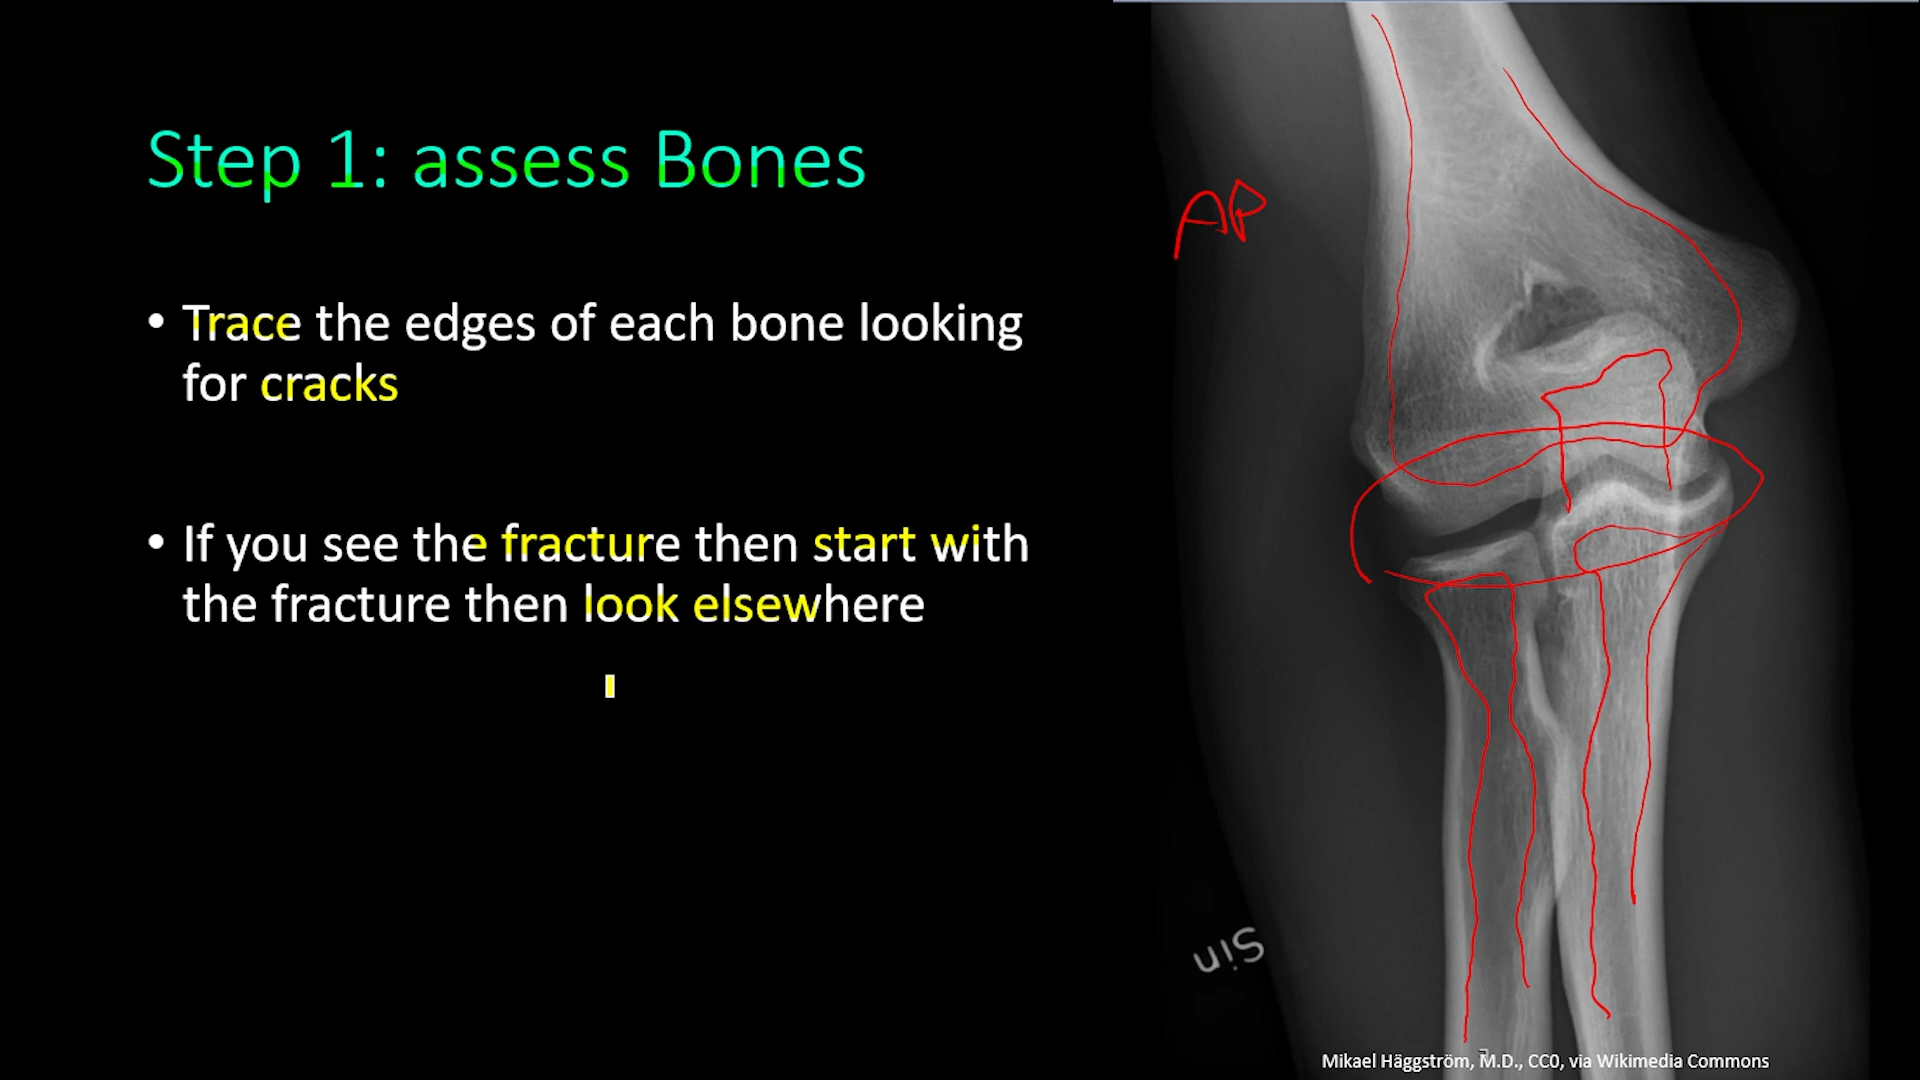 Step 1: assess Bones
• Trace the edges of each bone looking
for cracks
• If you see the fracture then start with
the fracture then look elsewhere
AP
Sin
Mikael Häggström, M.D., CC0, via Wikimedia Commons